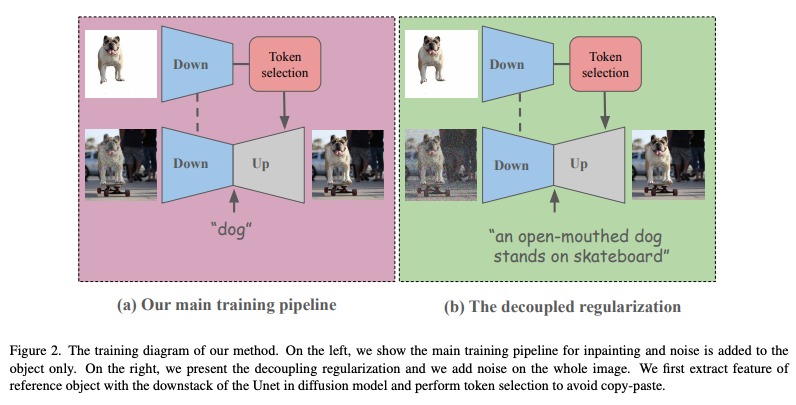 Down
Token
selection
Down
Up
"dog"
(a) Our main training pipeline
Down
Token
selection
Down
Up
"an open-mouthed dog
stands on skateboard"
(b) The decoupled regularization
Figure 2. The training diagram of our method. On the left, we show the main training pipeline for inpainting and noise is added to the
object only. On the right, we present the decoupling regularization and we add noise on the whole image. We first extract feature of
reference object with the downstack of the Unet in diffusion model and perform token selection to avoid copy-paste.